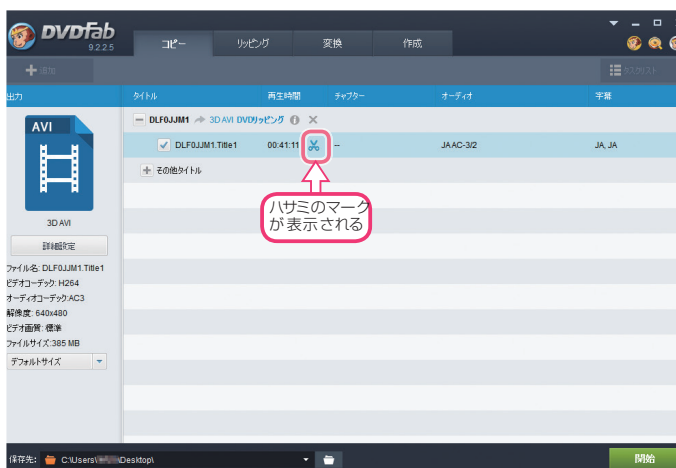 DVDFab
9.2.2.5
コピー リッピング 変換 作成
追加
タスクリスト
出力 タイトル 再生時間 チャプター オーディオ 字幕
AVI
3D AVI
詳細設定
ファイル名: DLF0JJM1.Title1
ビデオコーデック: H264
オーディオコーデック:AC3
解像度: 640x480
ビデオ画質: 標準
ファイルサイズ:385 MB
デフォルトサイズ
DLF0JJM1 3D AVI DVDリッピング
DLF0JJM1.Title1 00:41:11 -- JA AC-3/2 JA, JA
その他タイトル
ハサミのマーク
が表示される
保存先: C:\Users\ \Desktop\ 開始